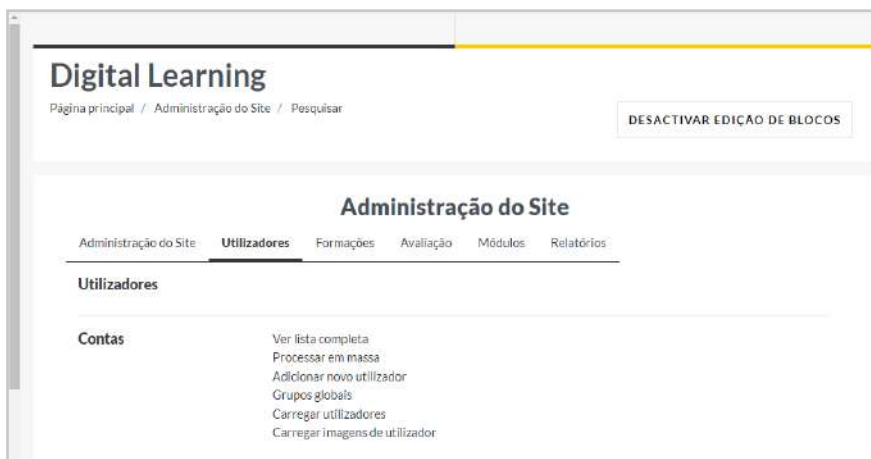 Digital Learning
Página principal / Administração do Site / Pesquisar
DESACTIVAR EDIÇÃO DE BLOCOS
Administração do Site
Administração do Site Utilizadores Formações Avaliação Módulos Relatórios
Utilizadores
Contas Ver lista completa
Processar em massa
Adicionar novo utilizador
Grupos globais
Carregar utilizadores
Carregar imagens de utilizador